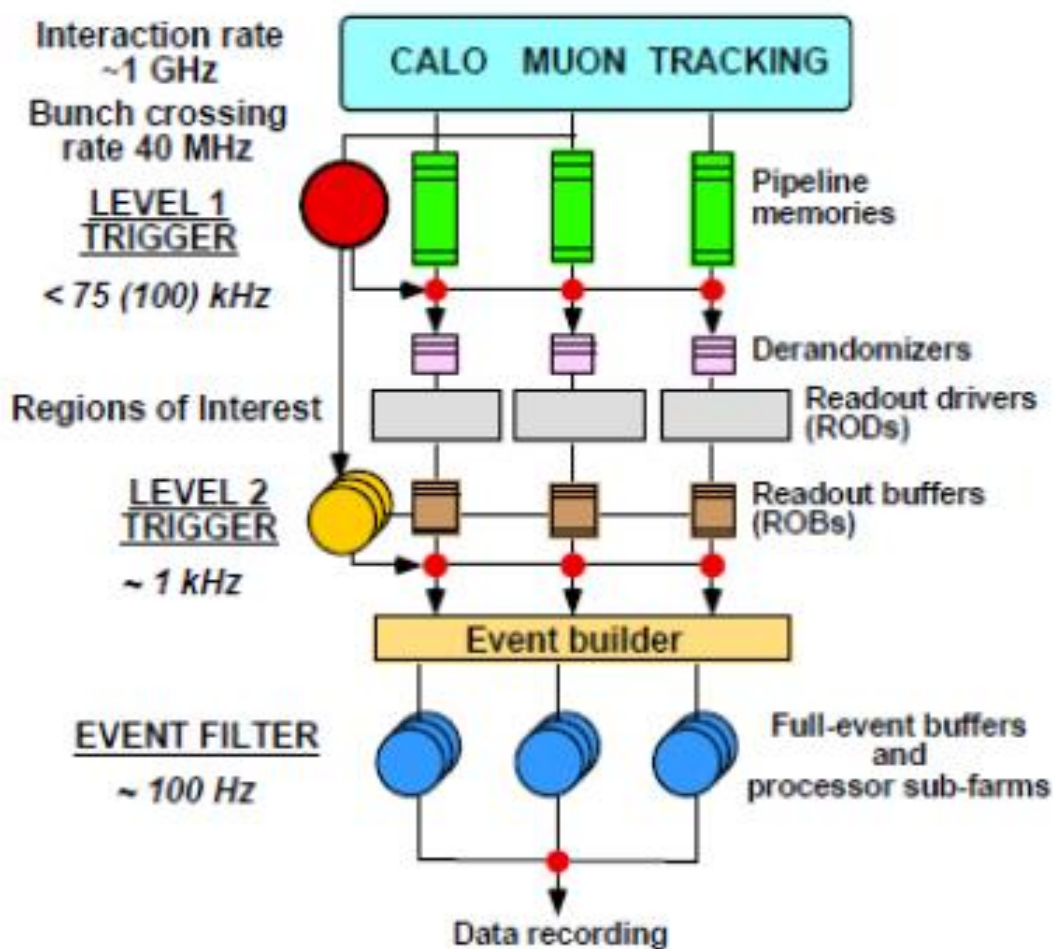 Interaction rate
~1 GHz
Bunch crossing
rate 40 MHz
CALO MUON TRACKING
LEVEL 1
TRIGGER
< 75 (100) kHz
Pipeline
memories
Derandomizers
Regions of Interest
Readout drivers
(RODs)
LEVEL 2
TRIGGER
~ 1 kHz
Readout buffers
(ROBs)
Event builder
EVENT FILTER
~ 100 Hz
Full-event buffers
and
processor sub-farms
Data recording